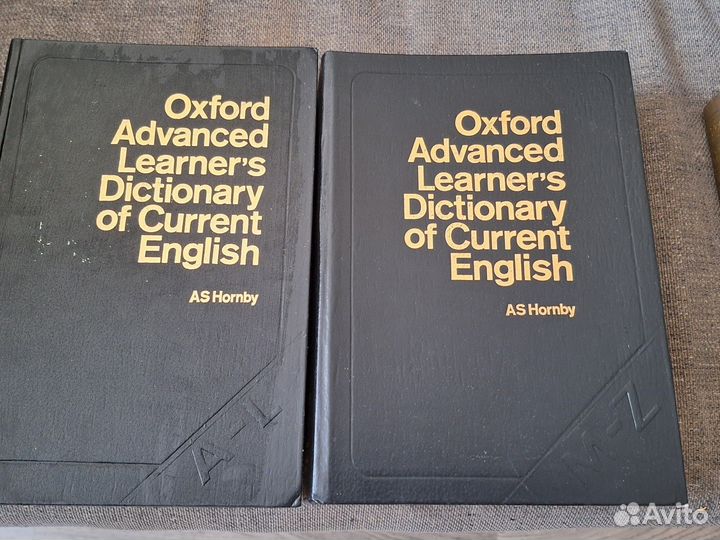 Oxford
Advanced
Learner's
Dictionary
of Current
English
AS Hornby
A-L
Oxford
Advanced
Learner's
Dictionary
of Current
English
AS Hornby
M-Z
Avito